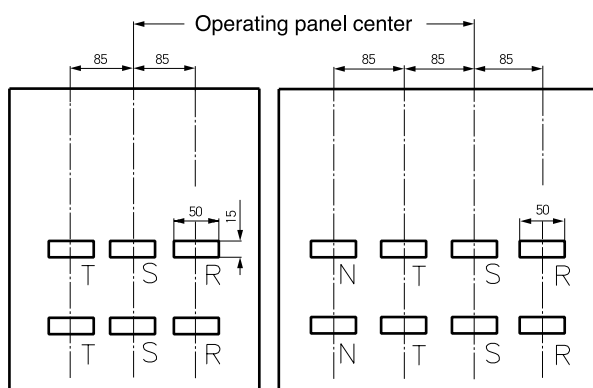 Operating panel center
85 85 85 85 85
50 15 50
T S R N T S R
T S R N T S R